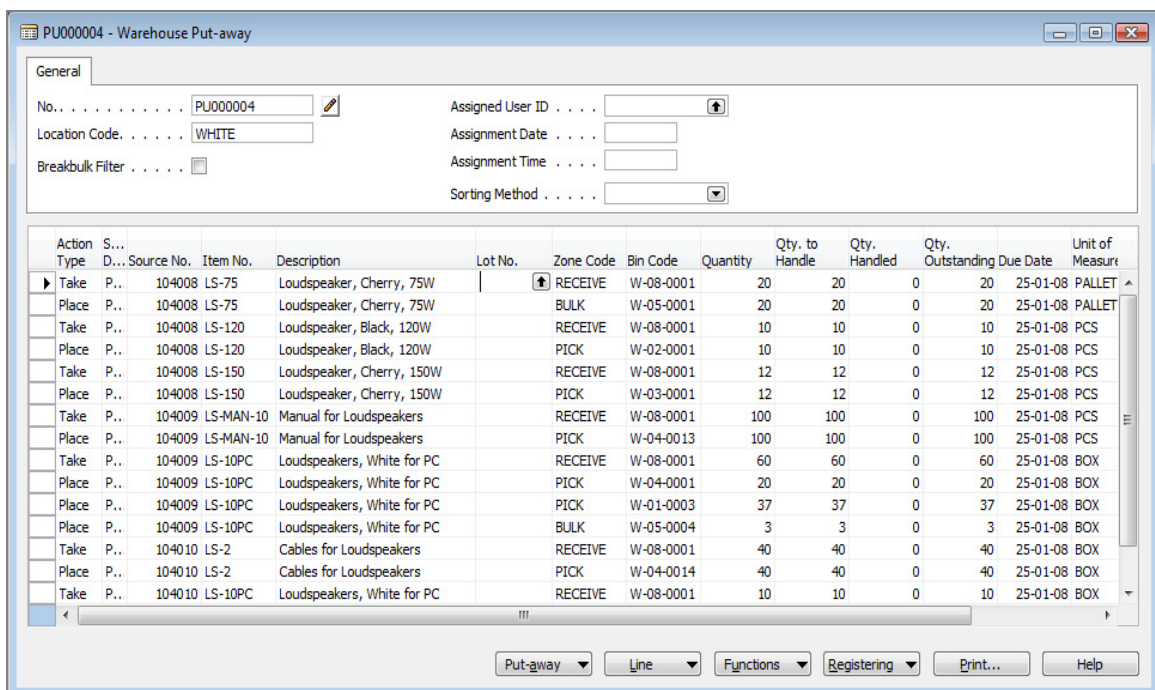 PU000004 - Warehouse Put-away
General
No.. . . . . . . . . . . PU000004
Assigned User ID . . . .
Location Code. . . . . . WHITE
Assignment Date . . . .
Breakbulk Filter . . . . .
Assignment Time . . . .
Sorting Method . . . . .
Action S... Qty. to Qty. Qty. Unit of
Type D... Source No. Item No. Description Lot No. Zone Code Bin Code Quantity Handle Handled Outstanding Due Date Measure
Take P... 104008 LS-75 Loudspeaker, Cherry, 75W RECEIVE W-08-0001 20 20 0 20 25-01-08 PALLET
Place P... 104008 LS-75 Loudspeaker, Cherry, 75W BULK W-05-0001 20 20 0 20 25-01-08 PALLET
Take P... 104008 LS-120 Loudspeaker, Black, 120W RECEIVE W-08-0001 10 10 0 10 25-01-08 PCS
Place P... 104008 LS-120 Loudspeaker, Black, 120W PICK W-02-0001 10 10 0 10 25-01-08 PCS
Take P... 104008 LS-150 Loudspeaker, Cherry, 150W RECEIVE W-08-0001 12 12 0 12 25-01-08 PCS
Place P... 104008 LS-150 Loudspeaker, Cherry, 150W PICK W-03-0001 12 12 0 12 25-01-08 PCS
Take P... 104009 LS-MAN-10 Manual for Loudspeakers RECEIVE W-08-0001 100 100 0 100 25-01-08 PCS
Place P... 104009 LS-MAN-10 Manual for Loudspeakers PICK W-04-0013 100 100 0 100 25-01-08 PCS
Take P... 104009 LS-10PC Loudspeakers, White for PC RECEIVE W-08-0001 60 60 0 60 25-01-08 BOX
Place P... 104009 LS-10PC Loudspeakers, White for PC PICK W-04-0001 20 20 0 20 25-01-08 BOX
Place P... 104009 LS-10PC Loudspeakers, White for PC PICK W-01-0003 37 37 0 37 25-01-08 BOX
Place P... 104009 LS-10PC Loudspeakers, White for PC BULK W-05-0004 3 3 0 3 25-01-08 BOX
Take P... 104010 LS-2 Cables for Loudspeakers RECEIVE W-08-0001 40 40 0 40 25-01-08 BOX
Place P... 104010 LS-2 Cables for Loudspeakers PICK W-04-0014 40 40 0 40 25-01-08 BOX
Take P... 104010 LS-10PC Loudspeakers, White for PC RECEIVE W-08-0001 10 10 0 10 25-01-08 BOX
Put-away Line Functions Registering Print... Help